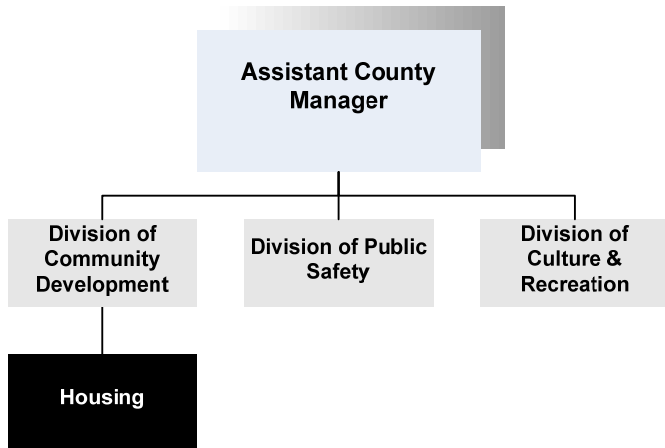 Assistant County
Manager
Division of
Community
Development
Division of Public
Safety
Division of
Culture &
Recreation
Housing